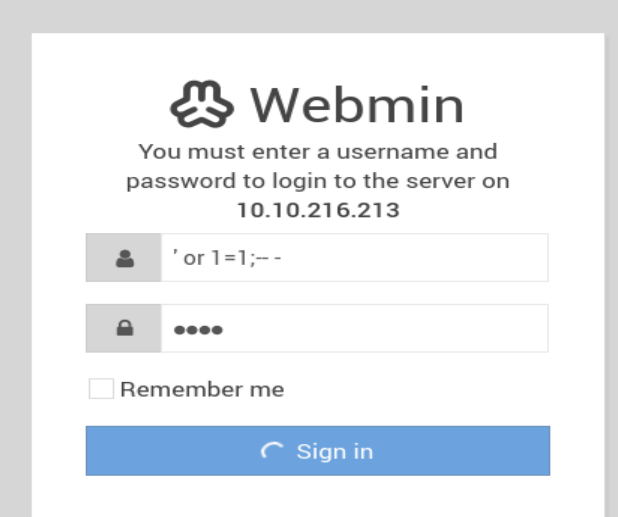 Webmin
You must enter a username and
password to login to the server on
10.10.216.213
' or 1=1;-- -
••••
Remember me
Sign in